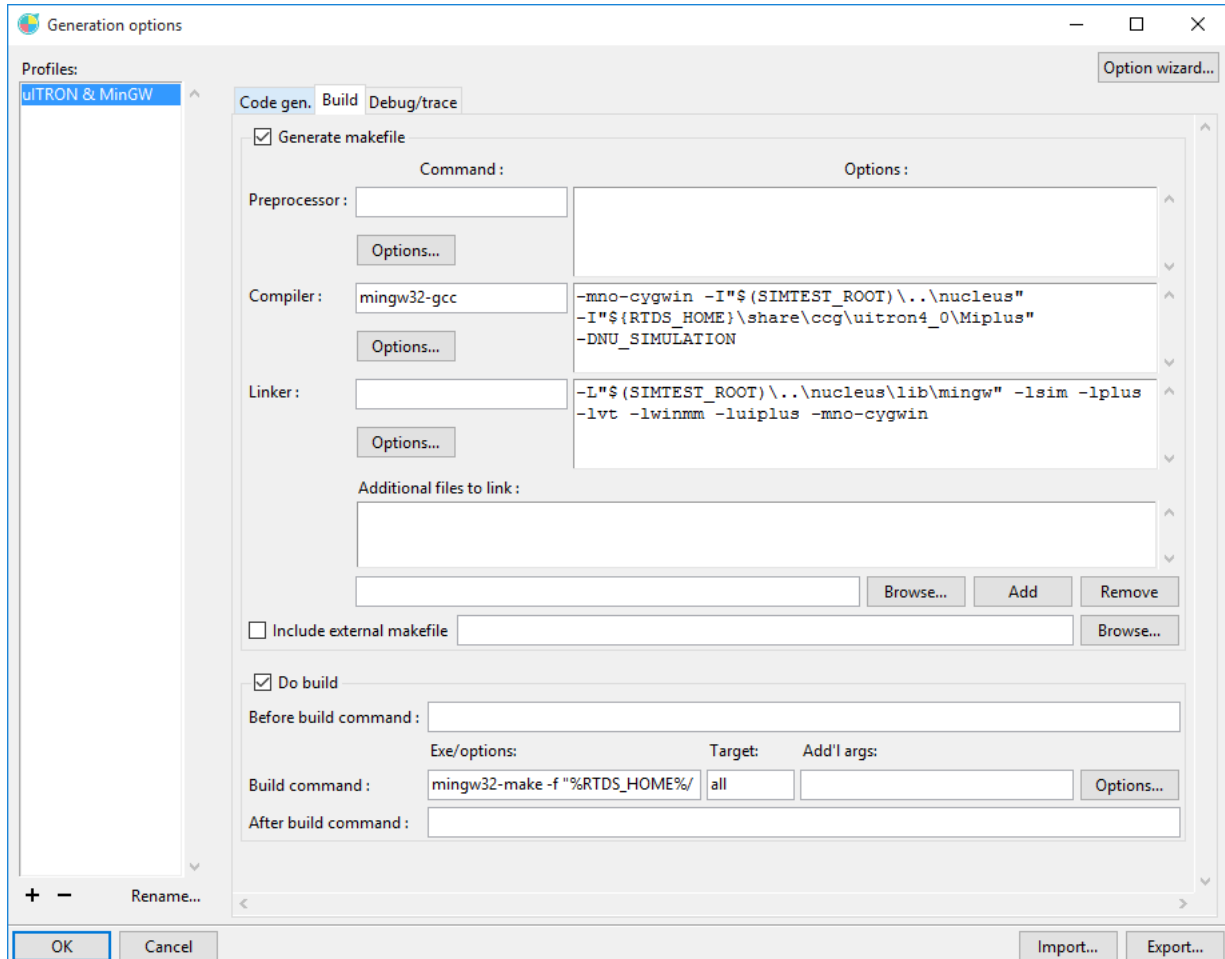 Generation options
Profiles:
Option wizard...
uITRON & MinGW
Code gen. Build Debug/trace
Generate makefile
Command : Options :
Preprocessor :
Options...
Compiler : mingw32-gcc -mno-cygwin -I"$(SIMTEST_ROOT)\..\nucleus"
-I"${RTDS_HOME}\share\ccg\uitron4_0\Miplus"
Options...
-DNU_SIMULATION
Linker : -L"$(SIMTEST_ROOT)\..\nucleus\lib\mingw" -lsim -lplus
-lvt -lwinmm -luiplus -mno-cygwin
Options...
Additional files to link :
Browse... Add Remove
Include external makefile Browse...
Do build
Before build command :
Exe/options: Target: Add'l args:
Build command : mingw32-make -f "%RTDS_HOME%/ all Options...
After build command :
+ − Rename...
OK Cancel Import... Export...